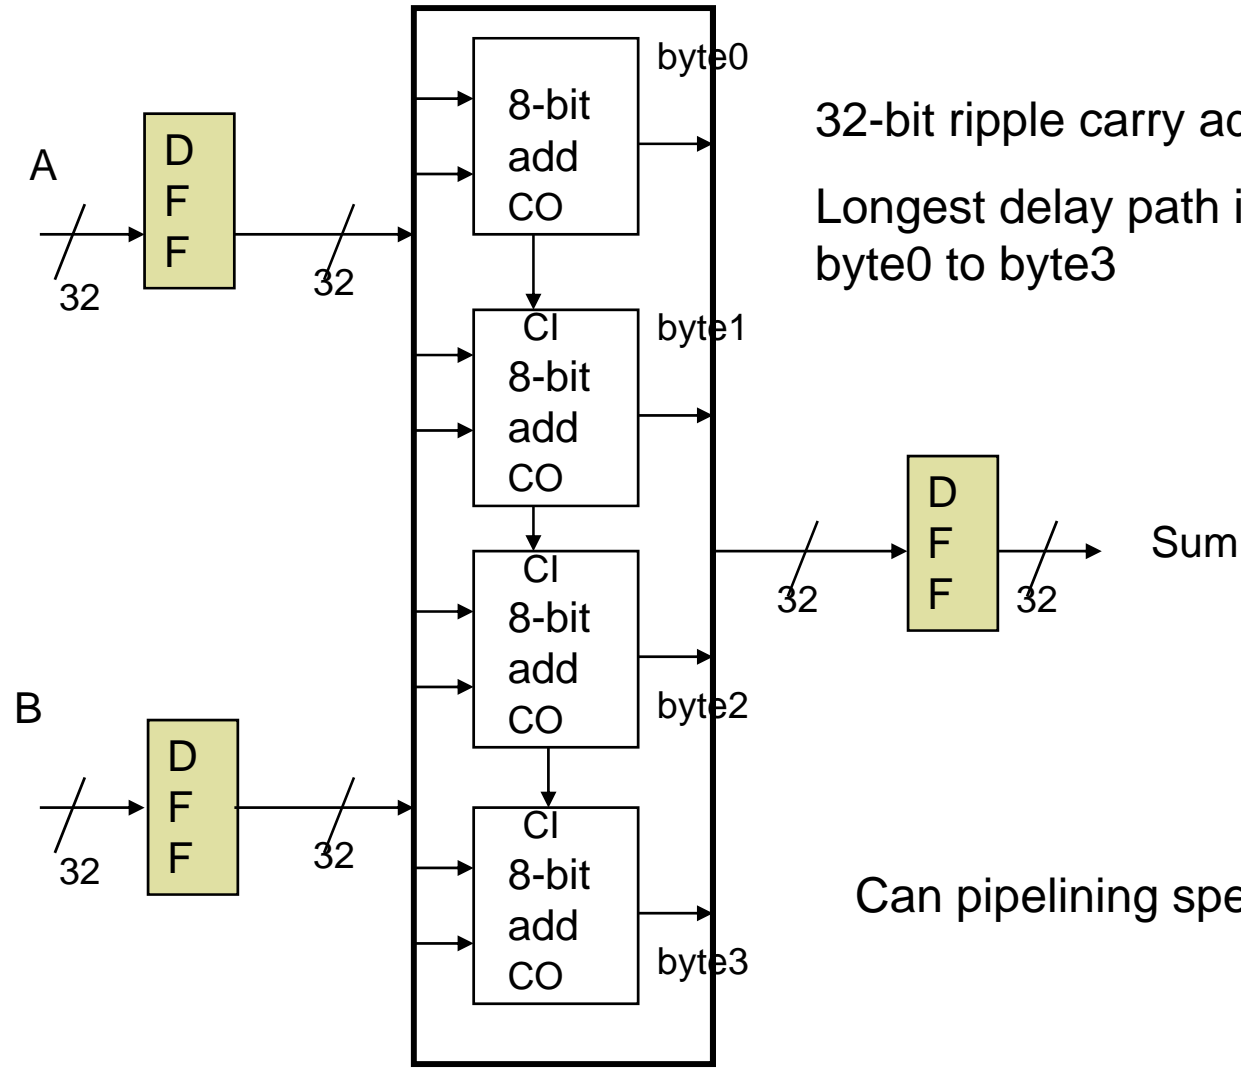 byte0
8-bit
add
CO
32-bit ripple carry
Longest delay path
byte0 to byte3
A
D
F
F
32
32
CI
8-bit
add
CO
byte1
D
F
F
32
32
Sum
CI
8-bit
add
CO
byte2
B
D
F
F
32
32
CI
8-bit
add
CO
byte3
Can pipelining